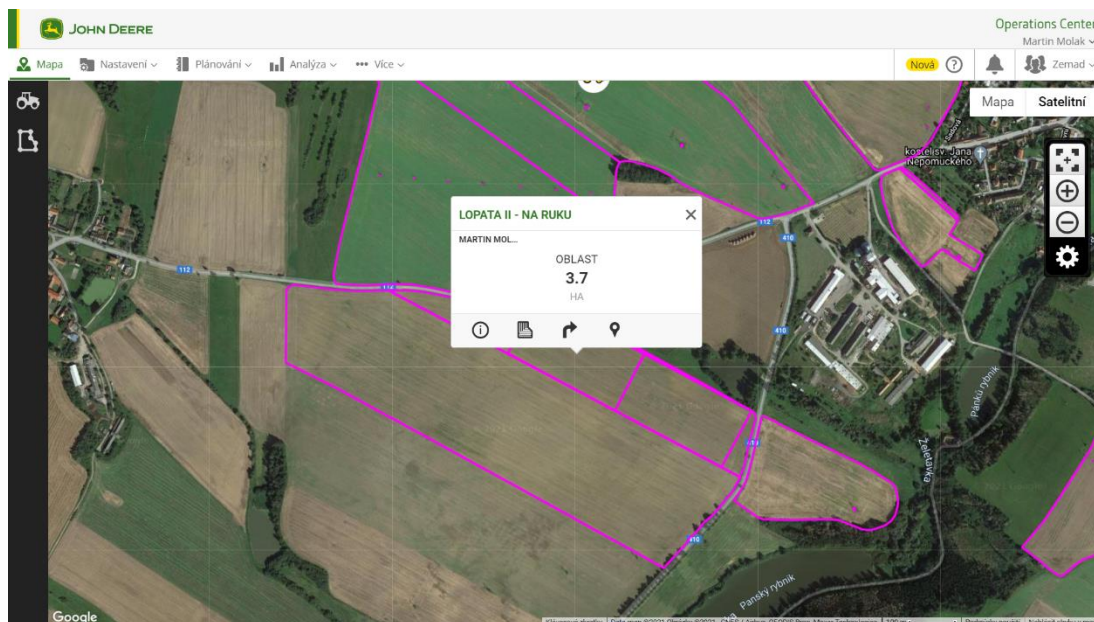 JOHN DEERE
Operations Center
Martin Molak
Mapa
Nastavení
Plánování
Analýza
••• Více
Nová
?
Zemad
Mapa
Satelitní
kostel sv. Jana
Nepomuckého
Sadová
112
410
LOPATA II - NA RUKU
MARTIN MOL...
OBLAST
3.7
HA
112
112
410
410
410
Pánků rybník
Želetavka
Panský rybník
Google